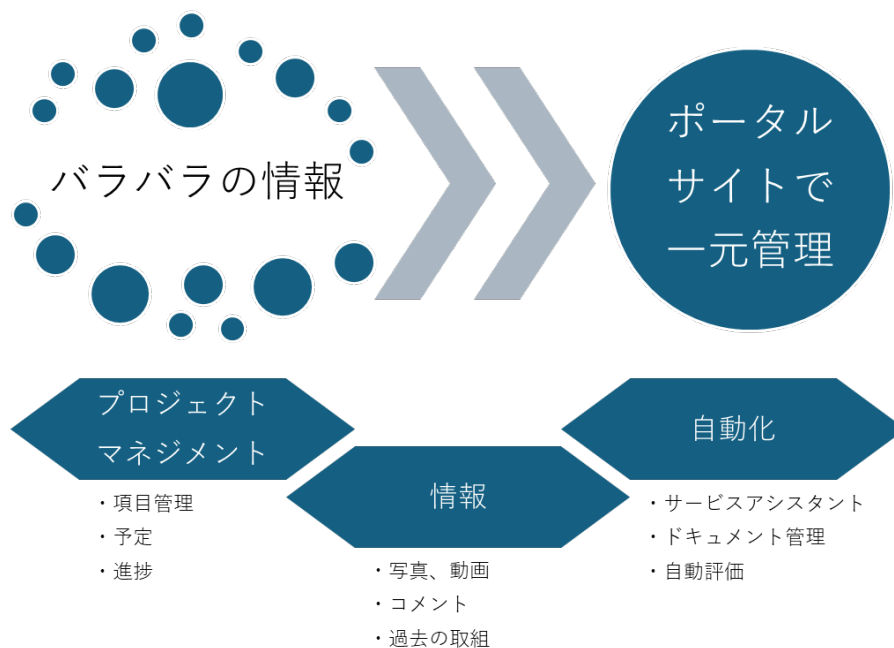 バラバラの情報
ポータル
サイトで
一元管理
プロジェクト
マネジメント
・項目管理
・予定
・進捗
情報
・写真、動画
・コメント
・過去の取組
自動化
・サービスアシスタント
・ドキュメント管理
・自動評価